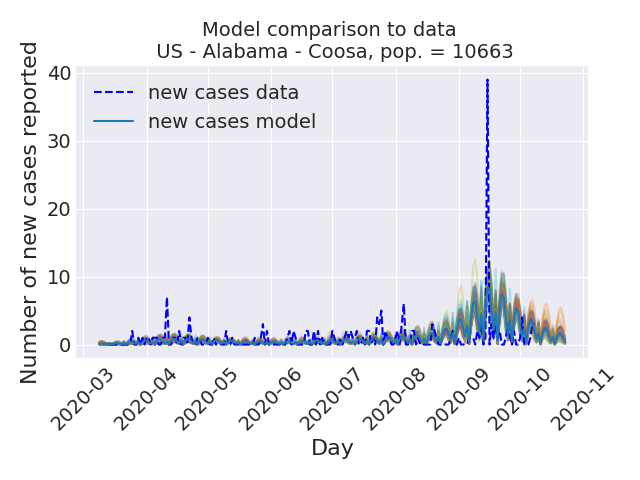 Model comparison to data
US - Alabama - Coosa, pop. = 10663
Number of new cases reported
40
30
20
10
0
new cases data
new cases model
2020-03
2020-04
2020-05
2020-06
2020-07
2020-08
2020-09
2020-10
2020-11
Day